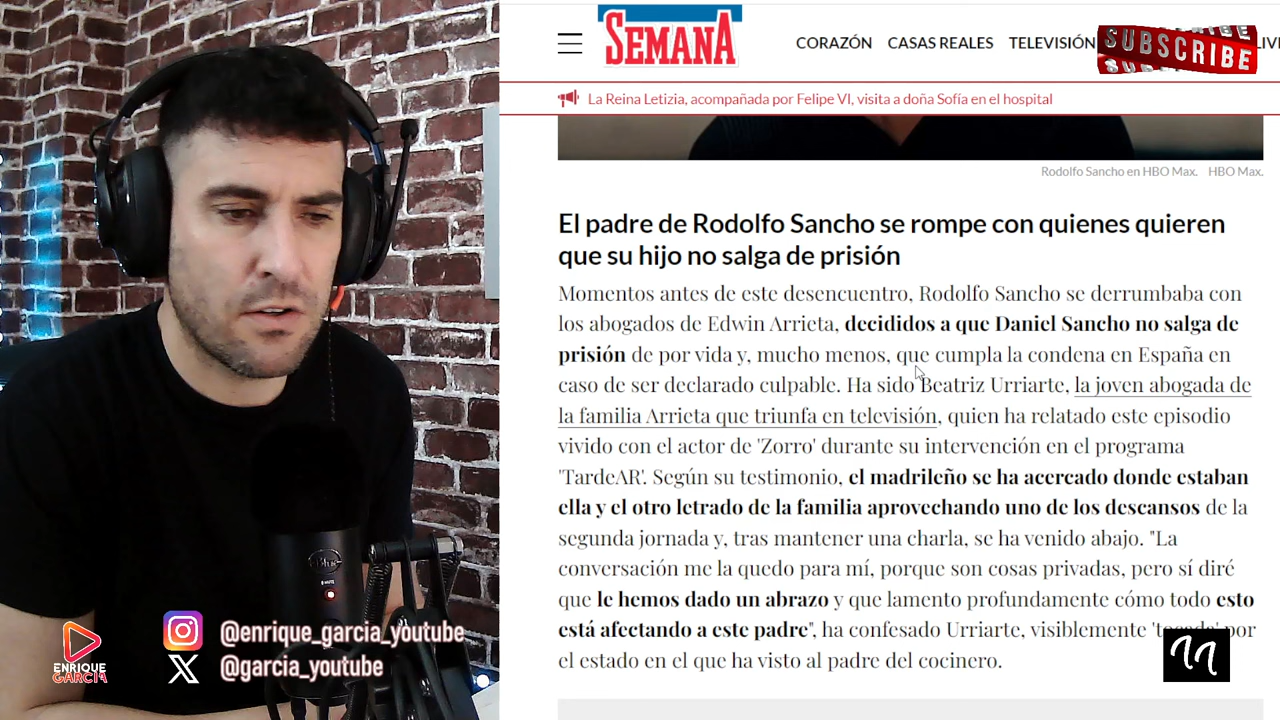 SEMANA
CORAZÓN CASAS REALES TELEVISIÓN
SUBSCRIBE
La Reina Letizia, acompañada por Felipe VI, visita a doña Sofía en el hospital
Rodolfo Sancho en HBO Max. HBO Max.
El padre de Rodolfo Sancho se rompe con quienes quieren
que su hijo no salga de prisión
Momentos antes de este desencuentro, Rodolfo Sancho se derrumbaba con
los abogados de Edwin Arrieta, decididos a que Daniel Sancho no salga de
prisión de por vida y, mucho menos, que cumpla la condena en España en
caso de ser declarado culpable. Ha sido Beatriz Urriarte, la joven abogada de
la familia Arrieta que triunfa en televisión, quien ha relatado este episodio
vivido con el actor de 'Zorro' durante su intervención en el programa
'TardeAR'. Según su testimonio, el madrileño se ha acercado donde estaban
ella y el otro letrado de la familia aprovechando uno de los descansos de la
segunda jornada y, tras mantener una charla, se ha venido abajo. "La
conversación me la quedo para mí, porque son cosas privadas, pero sí diré
que le hemos dado un abrazo y que lamento profundamente cómo todo esto
está afectando a este padre", ha confesado Urriarte, visiblemente por
el estado en el que ha visto al padre del cocinero.
@enrique_garcia_youtube
@garcia_youtube
ENRIQUE
GARCIA